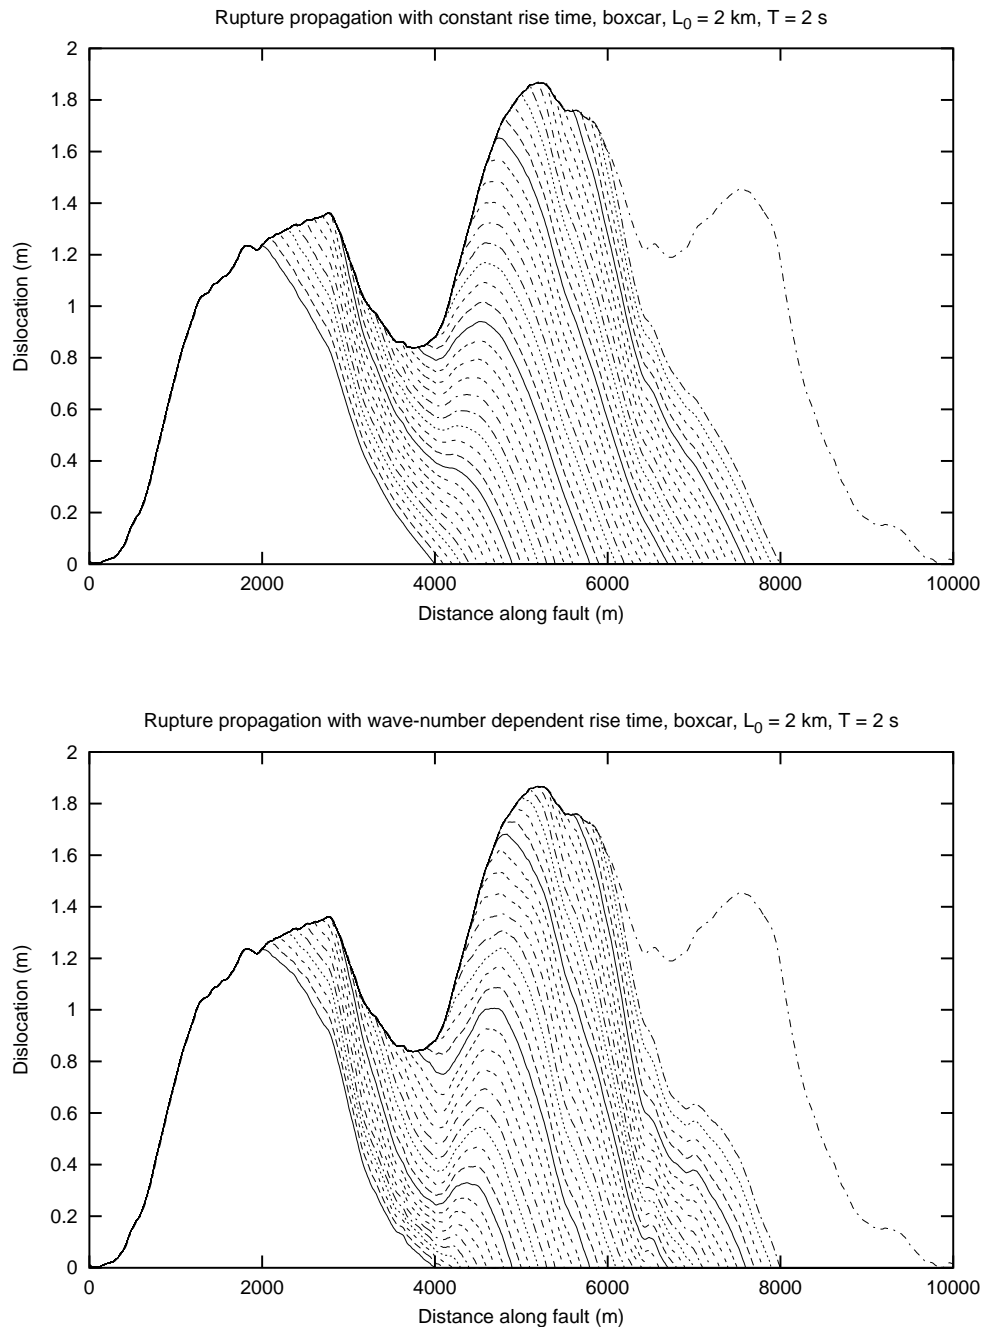 Rupture propagation with constant rise time, boxcar, L0 = 2 km, T = 2 s
2
1.8
1.6
1.4
1.2
1
0.8
0.6
0.4
0.2
0
Dislocation (m)
0 2000 4000 6000 8000 10000
Distance along fault (m)
Rupture propagation with wave-number dependent rise time, boxcar, L0 = 2 km, T = 2 s
2
1.8
1.6
1.4
1.2
1
0.8
0.6
0.4
0.2
0
Dislocation (m)
0 2000 4000 6000 8000 10000
Distance along fault (m)